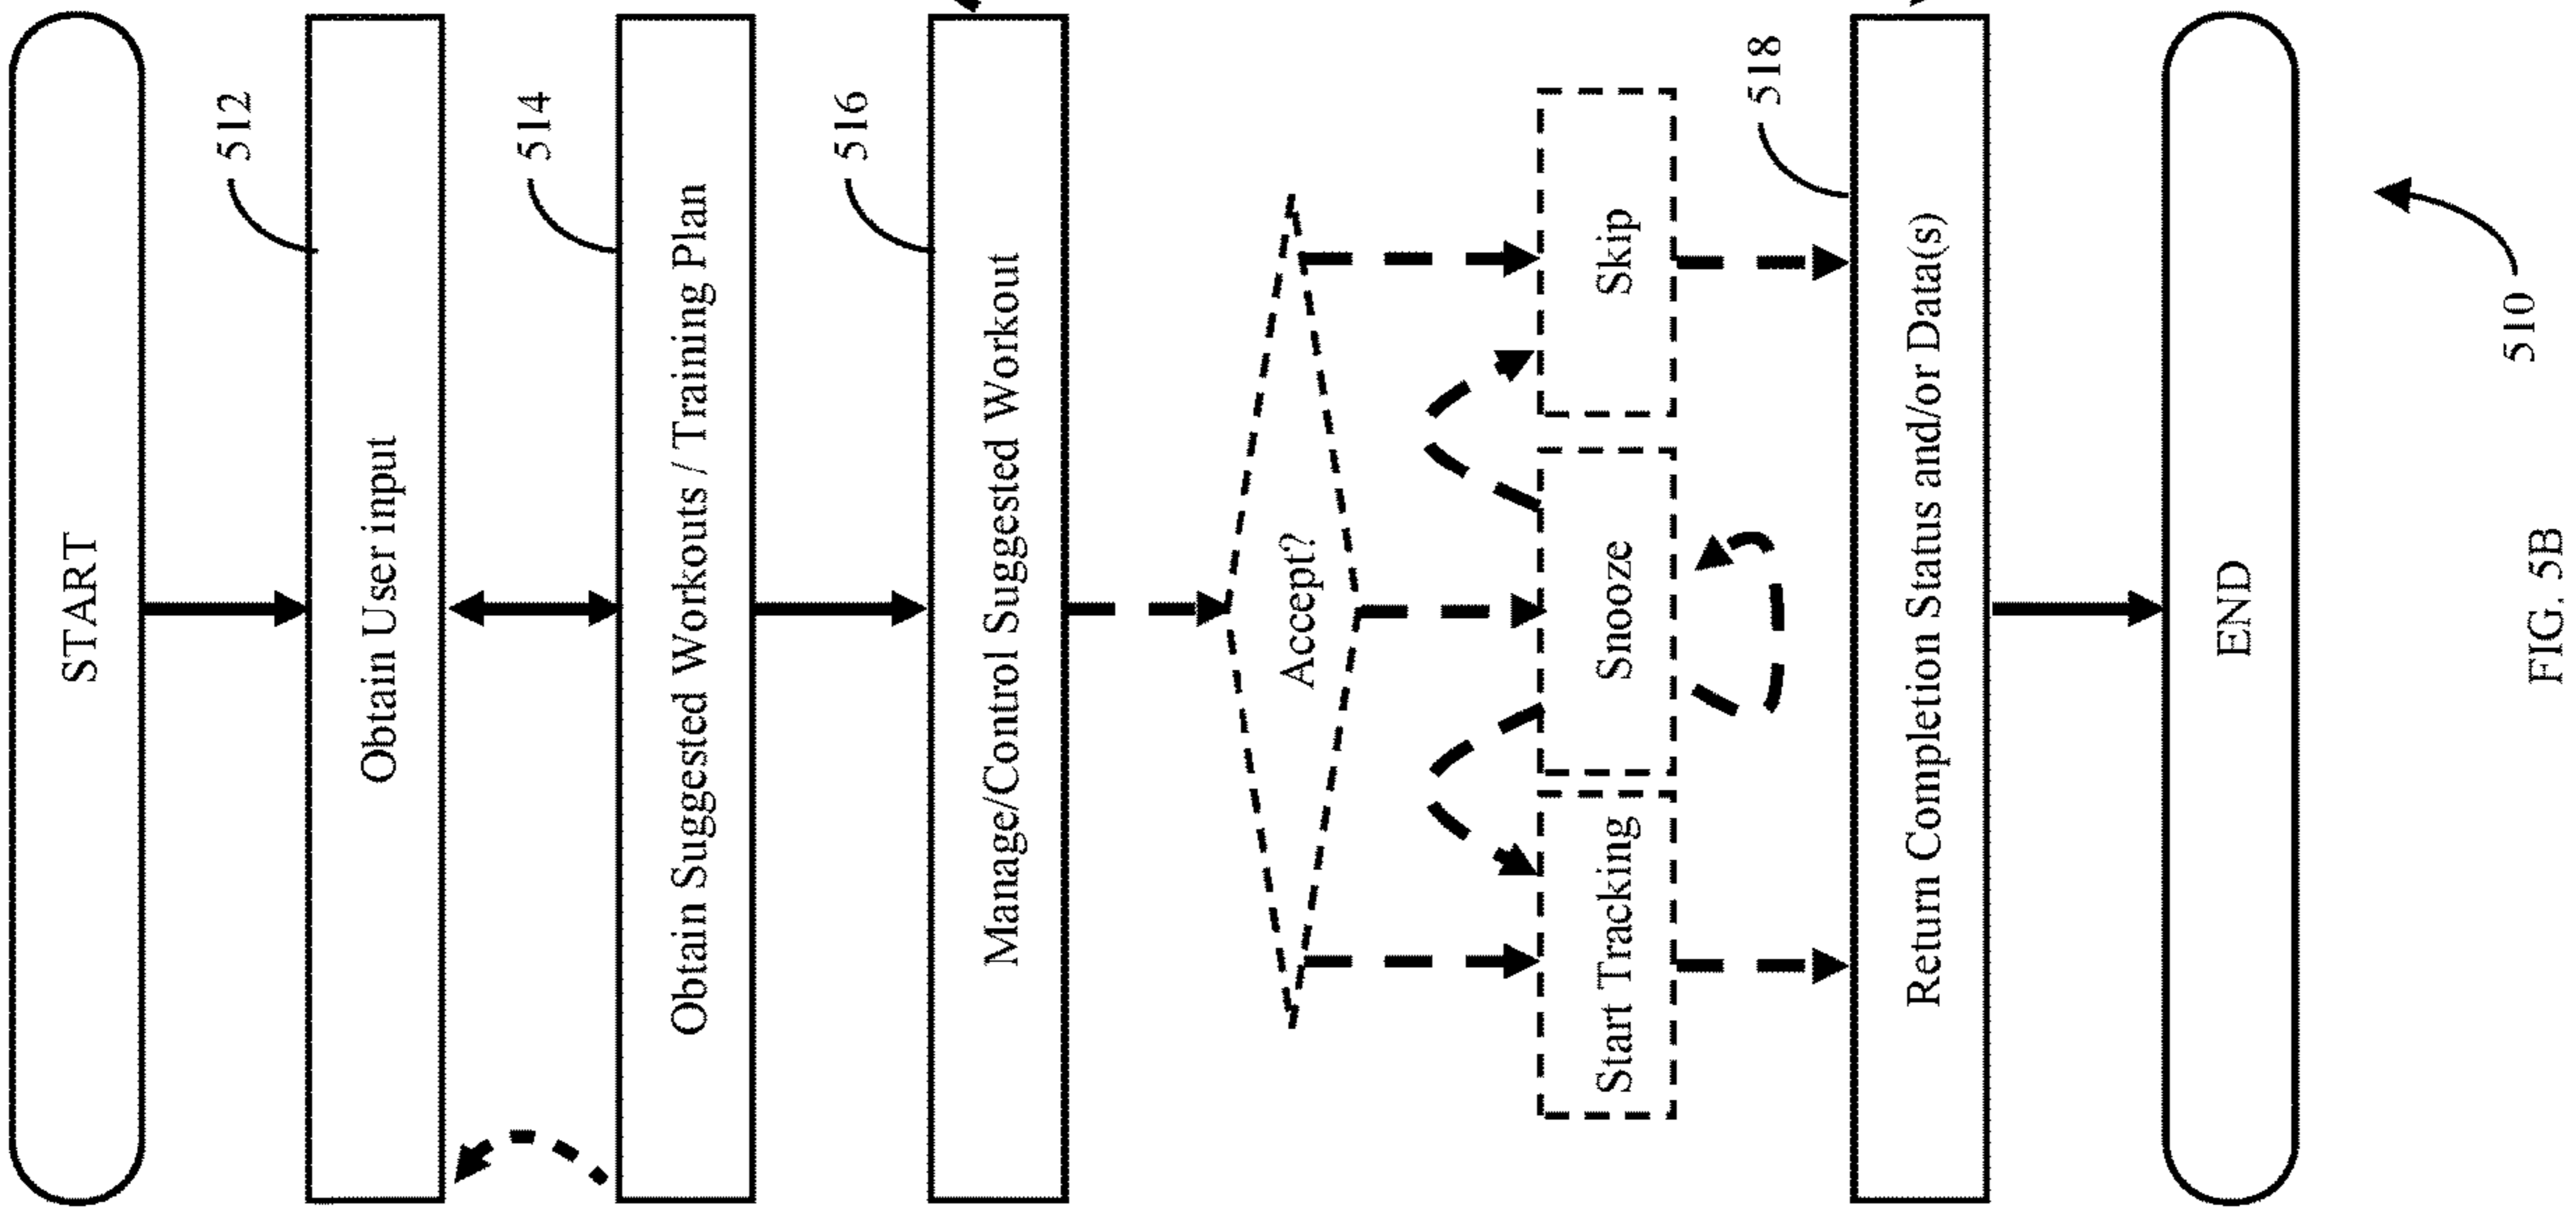 START
512
Obtain User input
514
Obtain Suggested Workouts / Training Plan
516
Manage/Control Suggested Workout
Accept?
Start Tracking
Snooze
Skip
518
Return Completion Status and/or Data(s)
END
510
FIG. 5B